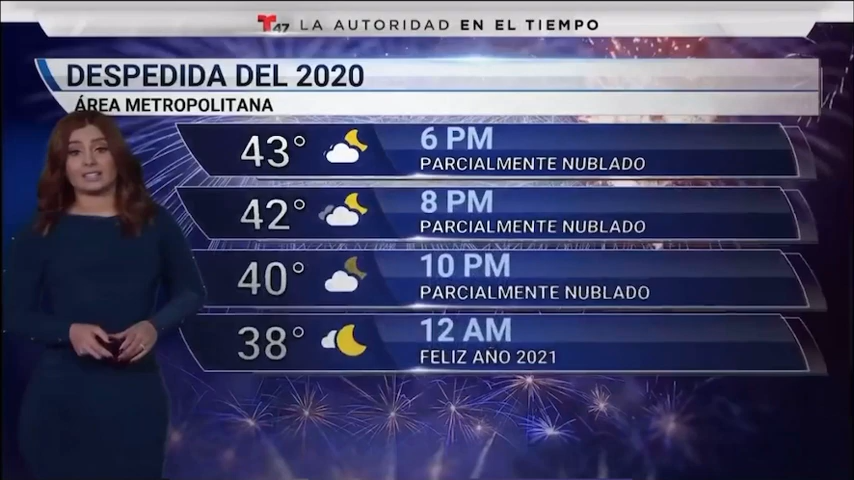 T47 LA AUTORIDAD EN EL TIEMPO
DESPEDIDA DEL 2020
ÁREA METROPOLITANA
43° 6 PM
PARCIALMENTE NUBLADO
42° 8 PM
PARCIALMENTE NUBLADO
40° 10 PM
PARCIALMENTE NUBLADO
38° 12 AM
FELIZ AÑO 2021